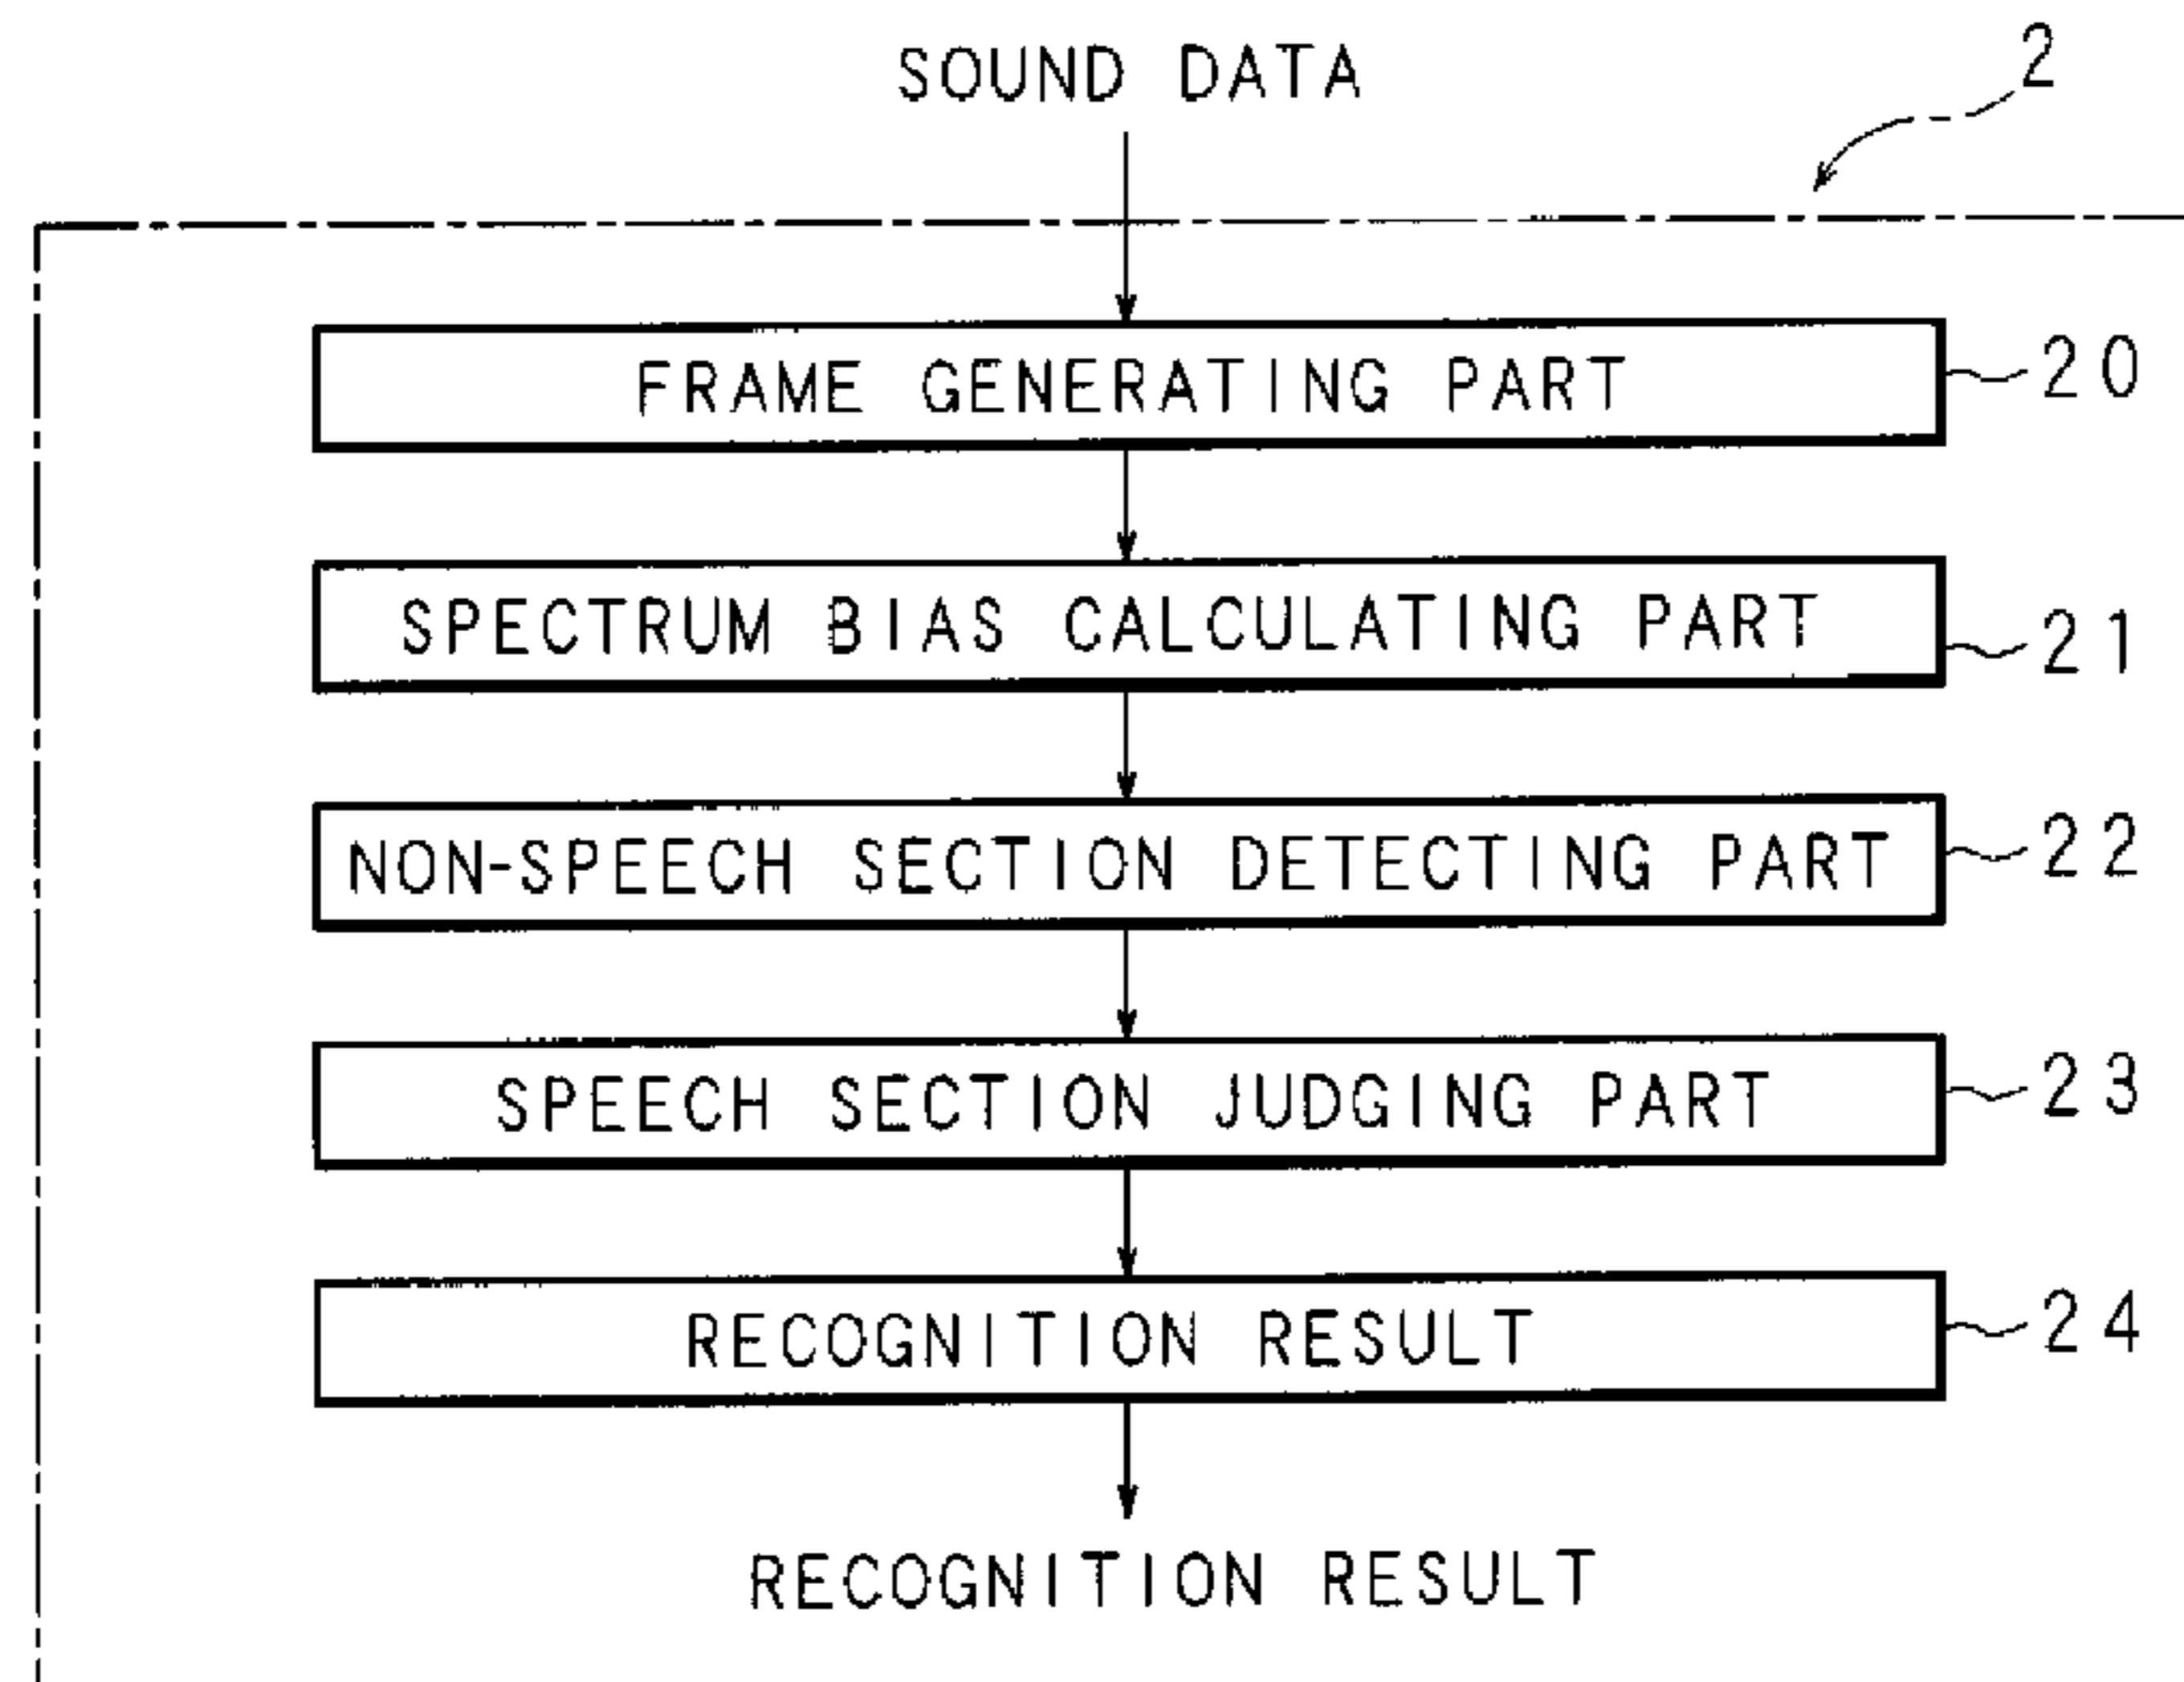 SOUND DATA
2
FRAME GENERATING PART
20
SPECTRUM BIAS CALCULATING PART
21
NON-SPEECH SECTION DETECTING PART
22
SPEECH SECTION JUDGING PART
23
RECOGNITION RESULT
24
RECOGNITION RESULT